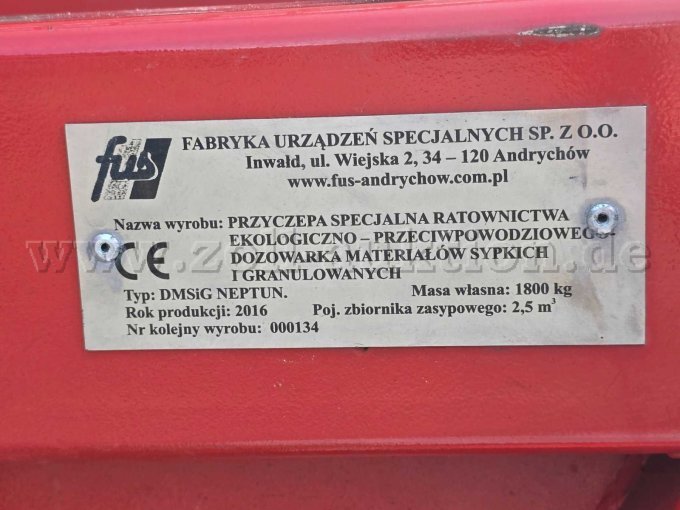 fus
FABRYKA URZĄDZEŃ SPECJALNYCH SP. Z O.O.
Inwałd, ul. Wiejska 2, 34 – 120 Andrychów
www.fus-andrychow.com.pl
Nazwa wyrobu: PRZYCZEPA SPECJALNA RATOWNICTWA
EKOLOGICZNO - PRZECIWPOWODZIOWEGO-
DOZOWARKA MATERIAŁÓW SYPKICH
I GRANULOWANYCH
CE
Typ: DMSiG NEPTUN. Masa własna: 1800 kg
Rok produkcji: 2016 Poj. zbiornika zasypowego: 2,5 m³
Nr kolejny wyrobu: 000134
www.zoll-auktion.de